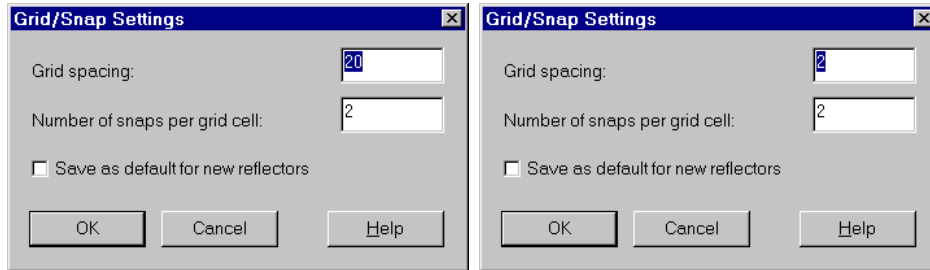 Grid/Snap Settings
Grid spacing: 20
Number of snaps per grid cell: 2
Save as default for new reflectors
OK Cancel Help
Grid/Snap Settings
Grid spacing: 2
Number of snaps per grid cell: 2
Save as default for new reflectors
OK Cancel Help